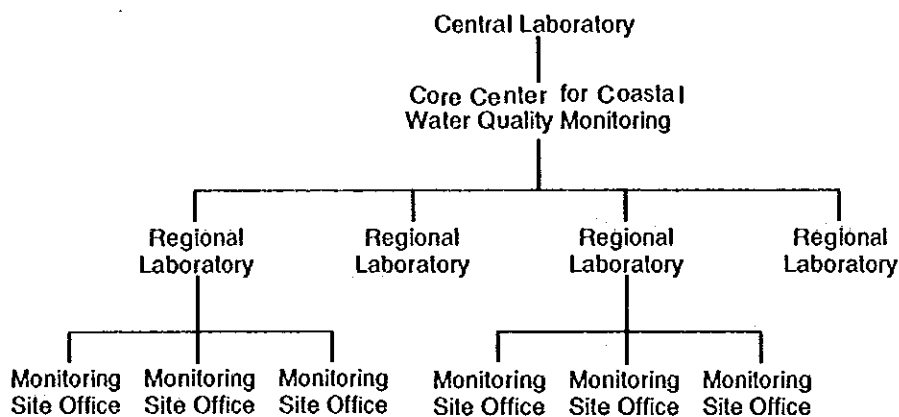 Central Laboratory
Core Center for Coastal
Water Quality Monitoring
Regional
Laboratory
Regional
Laboratory
Regional
Laboratory
Regional
Laboratory
Monitoring
Site Office
Monitoring
Site Office
Monitoring
Site Office
Monitoring
Site Office
Monitoring
Site Office
Monitoring
Site Office